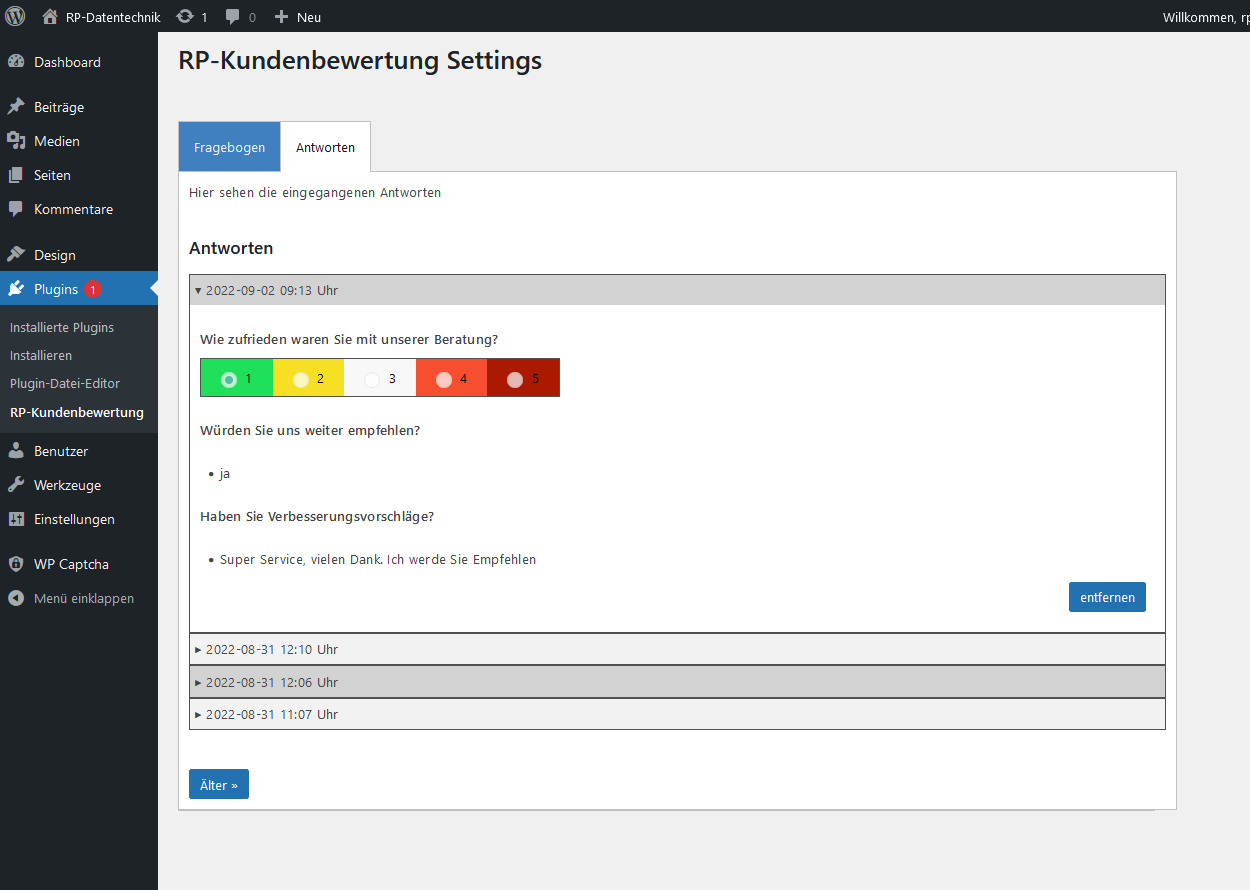 RP-Datentechnik 1 0 Neu Willkommen, rp
Dashboard
Beiträge
Medien
Seiten
Kommentare
Design
Plugins 1
Installierte Plugins
Installieren
Plugin-Datei-Editor
RP-Kundenbewertung
Benutzer
Werkzeuge
Einstellungen
WP Captcha
Menü einklappen
RP-Kundenbewertung Settings
Fragebogen Antworten
Hier sehen die eingegangenen Antworten
Antworten
▾ 2022-09-02 09:13 Uhr
Wie zufrieden waren Sie mit unserer Beratung?
1 2 3 4 5
Würden Sie uns weiter empfehlen?
• ja
Haben Sie Verbesserungsvorschläge?
• Super Service, vielen Dank. Ich werde Sie Empfehlen
entfernen
▸ 2022-08-31 12:10 Uhr
▸ 2022-08-31 12:06 Uhr
▸ 2022-08-31 11:07 Uhr
Älter »